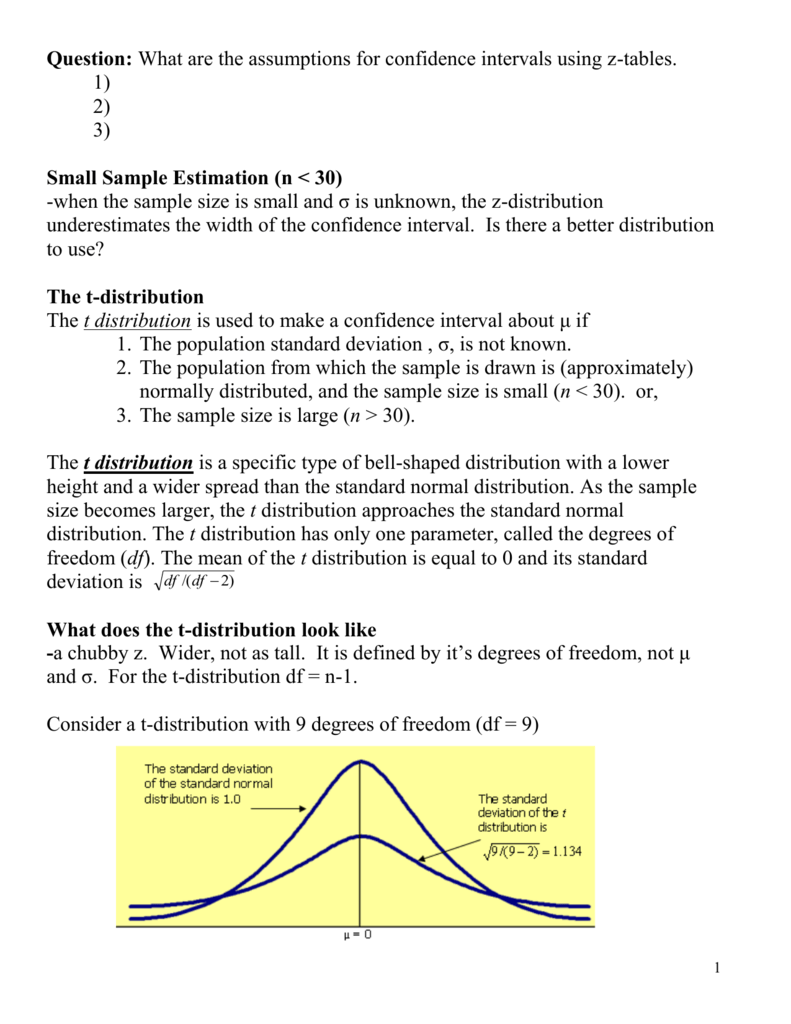 Question: What are the assumptions for confidence intervals using z-tables.
1)
2)
3)
Small Sample Estimation (n < 30)
-when the sample size is small and σ is unknown, the z-distribution
underestimates the width of the confidence interval.  Is there a better distribution
to use?
The t-distribution
The t distribution is used to make a confidence interval about μ if
1. The population standard deviation , σ, is not known.
2. The population from which the sample is drawn is (approximately)
normally distributed, and the sample size is small (n < 30).  or,
3. The sample size is large (n > 30).
The t distribution is a specific type of bell-shaped distribution with a lower
height and a wider spread than the standard normal distribution. As the sample
size becomes larger, the t distribution approaches the standard normal
distribution. The t distribution has only one parameter, called the degrees of
freedom (df). The mean of the t distribution is equal to 0 and its standard
deviation is √df /(df − 2)
What does the t-distribution look like
-a chubby z.  Wider, not as tall.  It is defined by it's degrees of freedom, not μ
and σ.  For the t-distribution df = n-1.
Consider a t-distribution with 9 degrees of freedom (df = 9)
The standard deviation
of the standard normal
distribution is 1.0
The standard
deviation of the t
distribution is
√9/(9 − 2) = 1.134
μ = 0
1